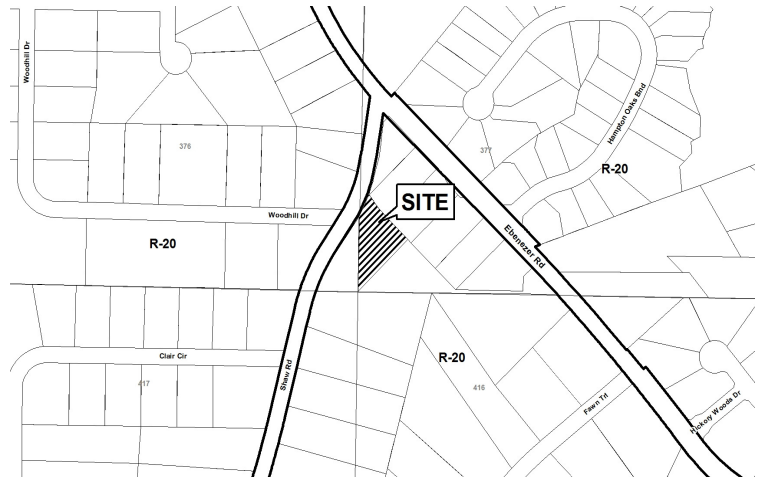 Woodhill Dr
Hampton Oaks Bnd
376
377
R-20
SITE
Woodhill Dr
R-20
Ebenezer Rd
Clair Cir
R-20
Shaw Rd
417
416
Fawn Trl
Hickory Woods Dr